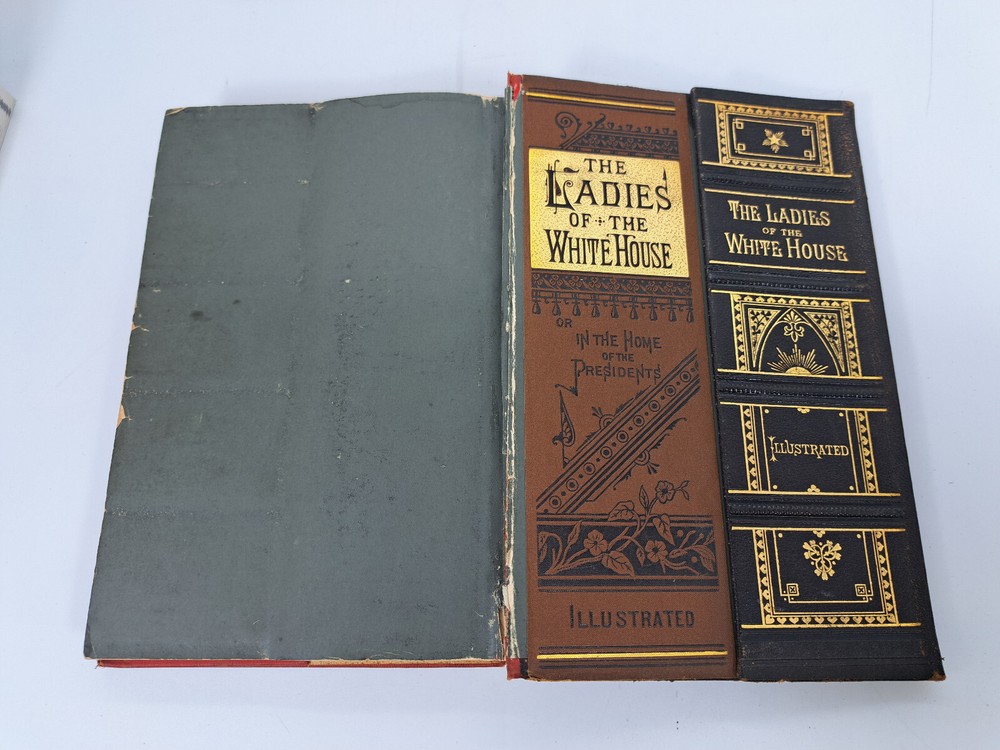 THE
LADIES
OF THE
WHITE HOUSE
OR
IN THE HOME
OF THE
PRESIDENTS
ILLUSTRATED
THE LADIES
OF THE
WHITE HOUSE
ILLUSTRATED